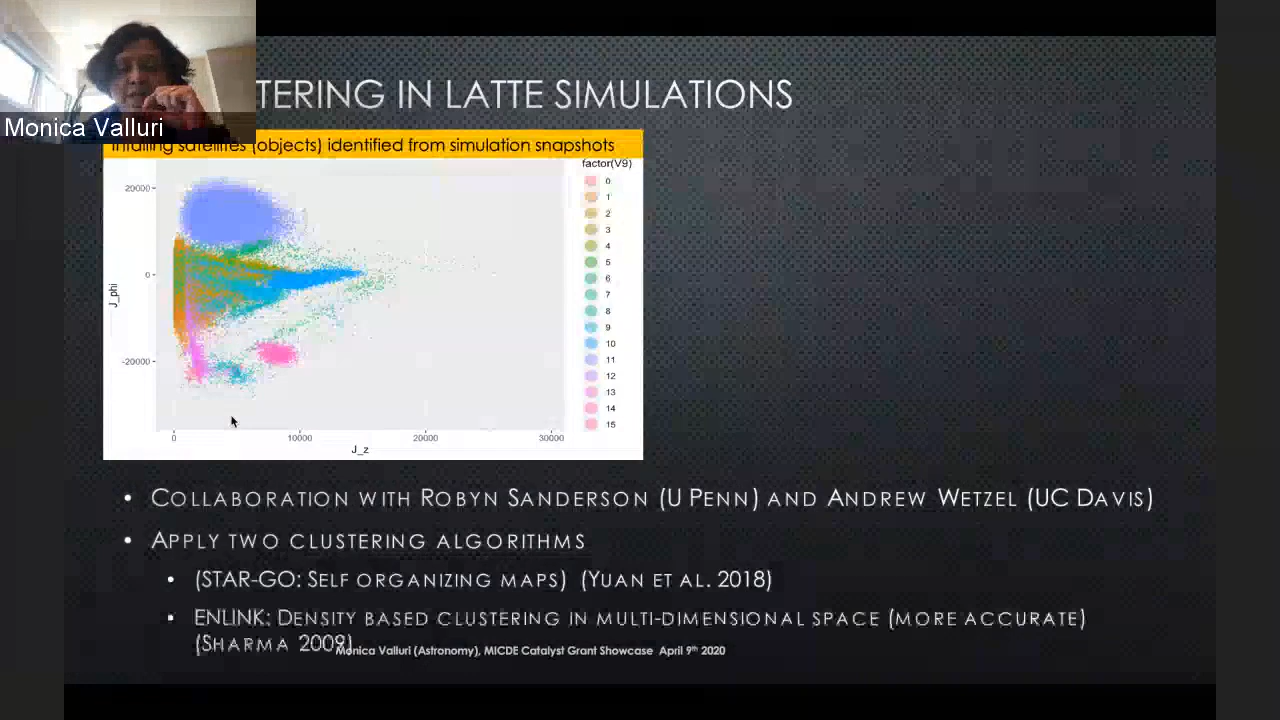 TERING IN LATTE SIMULATIONS
Monica Valluri
Infalling satellites (objects) identified from simulation snapshots
factor(V9)
0
1
2
3
4
5
6
7
8
9
10
11
12
13
14
15
20000
0
-20000
J_phi
0
10000
20000
30000
J_z
• COLLABORATION WITH ROBYN SANDERSON (U PENN) AND ANDREW WETZEL (UC DAVIS)
• APPLY TWO CLUSTERING ALGORITHMS
• (STAR-GO: SELF ORGANIZING MAPS) (YUAN ET AL. 2018)
• ENLINK: DENSITY BASED CLUSTERING IN MULTI-DIMENSIONAL SPACE (MORE ACCURATE)
(SHARMA 2009)
Monica Valluri (Astronomy), MICDE Catalyst Grant Showcase April 9th 2020